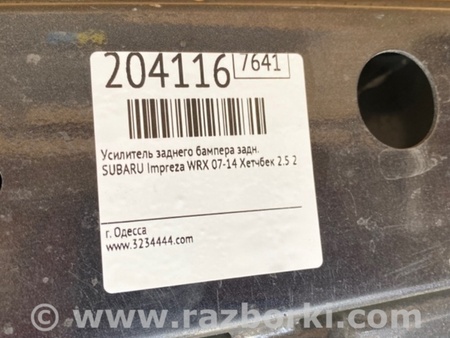 204116 7641
Усилитель заднего бампера задн.
SUBARU Impreza WRX 07-14 Хетчбек 2.5 2
г. Одесса
www.3234444.com
© www.razborki.com